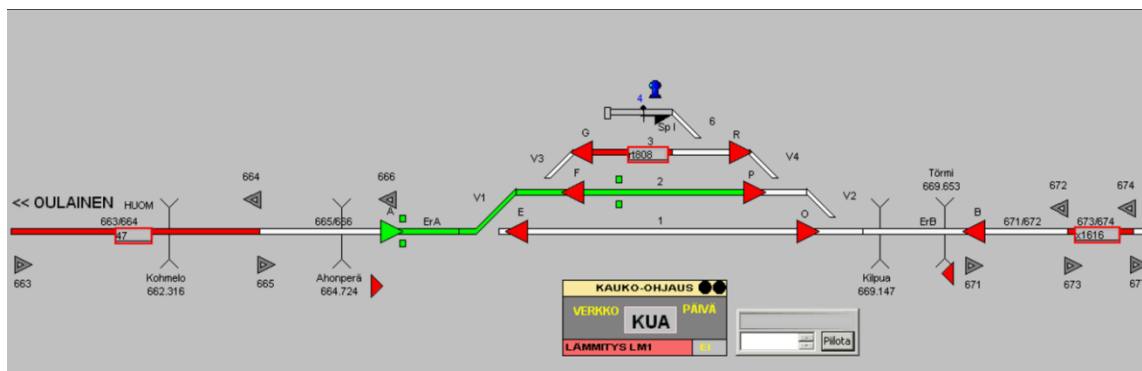 4
6
Sp I
G
3
R
t808
V3
V4
664
666
F
2
P
Törmi
669.653
672
674
<< OULAINEN
HUOM
V1
V2
663/664
665/666
A
ErA
E
1
O
ErB
B
671/672
673/674
47
x1616
663
Kohmelo
662.316
665
Ahonperä
664.724
Kilpua
669.147
671
673
67
KAUKO-OHJAUS
VERKKO
PÄIVÄ
KUA
LÄMMITYS LM1
EI
Piilota